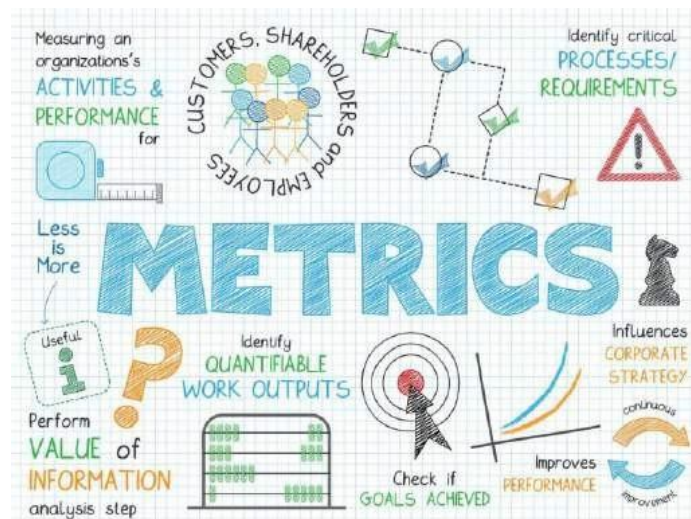 Measuring an
organizations's
ACTIVITIES &
PERFORMANCE
for
CUSTOMERS, SHAREHOLDERS and EMPLOYEES
Identify critical
PROCESSES/
REQUIREMENTS
Less
is
More
METRICS
Useful
i
Perform
VALUE of
INFORMATION
analysis step
?
Identify
QUANTIFIABLE
WORK OUTPUTS
Check if
GOALS ACHIEVED
Improves
PERFORMANCE
Influences
CORPORATE
STRATEGY
continuous
improvement